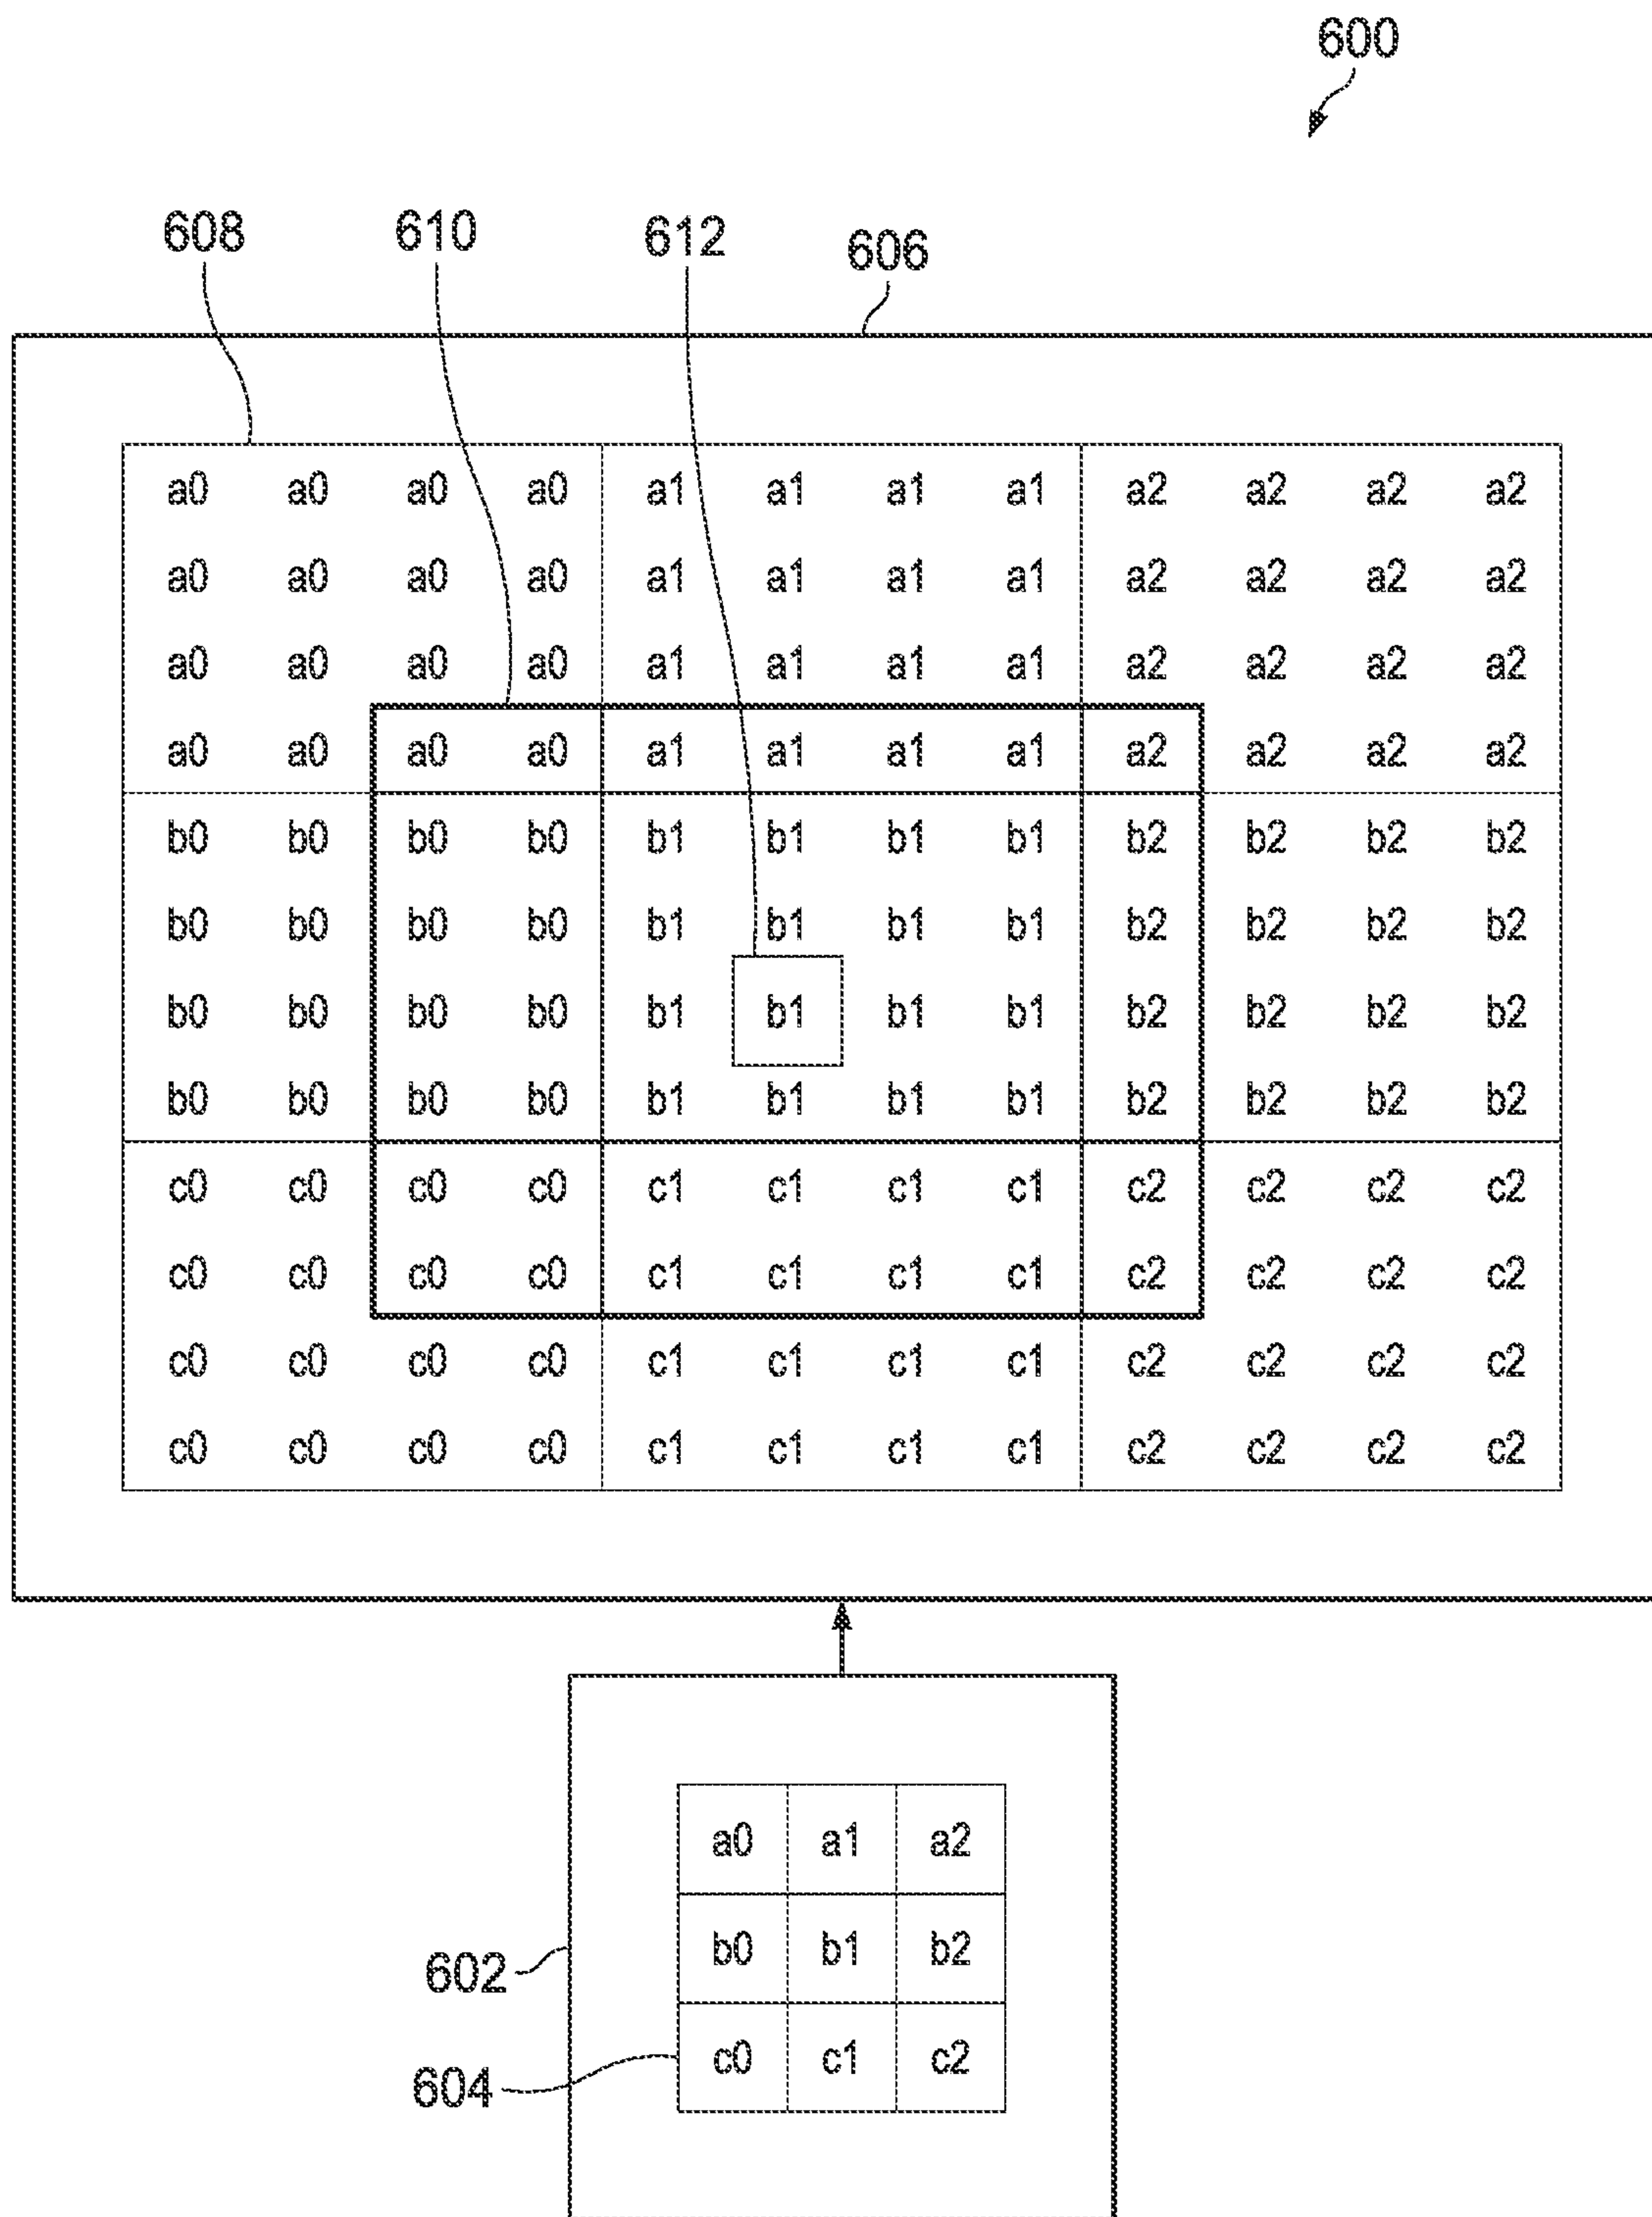 600
608 610 612 606
a0 a0 a0 a0 a1 a1 a1 a1 a2 a2 a2 a2
a0 a0 a0 a0 a1 a1 a1 a1 a2 a2 a2 a2
a0 a0 a0 a0 a1 a1 a1 a1 a2 a2 a2 a2
a0 a0 a0 a0 a1 a1 a1 a1 a2 a2 a2 a2
b0 b0 b0 b0 b1 b1 b1 b1 b2 b2 b2 b2
b0 b0 b0 b0 b1 b1 b1 b1 b2 b2 b2 b2
b0 b0 b0 b0 b1 b1 b1 b1 b2 b2 b2 b2
b0 b0 b0 b0 b1 b1 b1 b1 b2 b2 b2 b2
c0 c0 c0 c0 c1 c1 c1 c1 c2 c2 c2 c2
c0 c0 c0 c0 c1 c1 c1 c1 c2 c2 c2 c2
c0 c0 c0 c0 c1 c1 c1 c1 c2 c2 c2 c2
c0 c0 c0 c0 c1 c1 c1 c1 c2 c2 c2 c2
a0 a1 a2
b0 b1 b2
602
c0 c1 c2
604